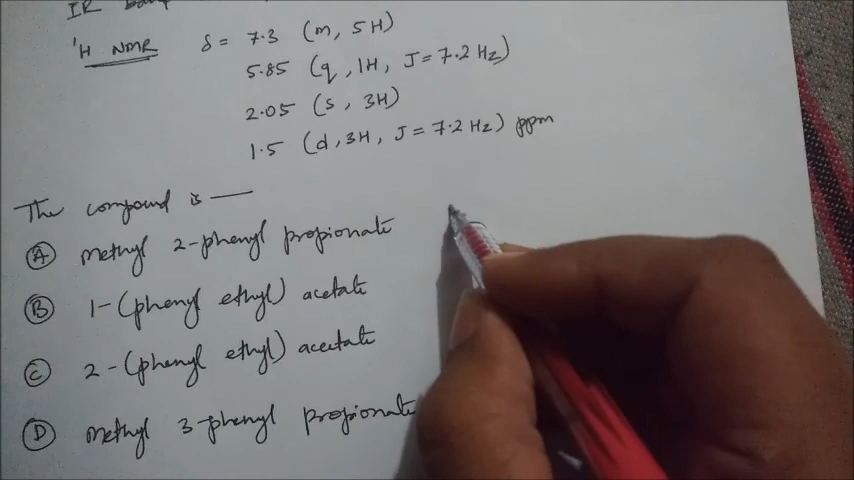 IR
'H NMR δ = 7.3 (m, 5H)
5.85 (q, 1H, J = 7.2 Hz)
2.05 (s, 3H)
1.5 (d, 3H, J = 7.2 Hz) ppm
The compound is —
A methyl 2-phenyl propionate
B 1-(phenyl ethyl) acetate
C 2-(phenyl ethyl) acetate
D methyl 3-phenyl propionate